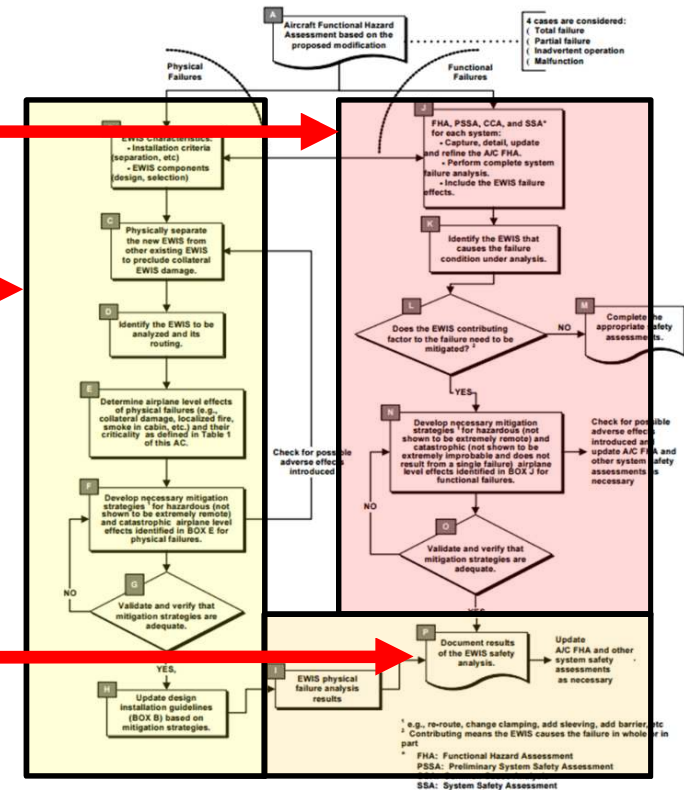 A
Aircraft Functional Hazard
Assessment based on the
proposed modification
4 cases are considered:
( Total failure
( Partial failure
( Inadvertent operation
( Malfunction
Physical
Failures
Functional
Failures
EWIS Characteristics:
- Installation criteria
(separation, etc)
- EWIS components
(design, selection)
C
Physically separate
the new EWIS from
other existing EWIS
to preclude collateral
EWIS damage.
D
Identify the EWIS to be
analyzed and its
routing.
E
Determine airplane level effects
of physical failures (e.g.,
collateral damage, localized fire,
smoke in cabin, etc.) and their
criticality as defined in Table 1
of this AC.
Check for possible
adverse effects
introduced
F
Develop necessary mitigation
strategies 1 for hazardous (not
shown to be extremely remote)
and catastrophic airplane level
effects identified in BOX E for
physical failures.
NO
G
Validate and verify that
mitigation strategies are
adequate.
YES,
H
Update design
installation guidelines
(BOX B) based on
mitigation strategies.
I
EWIS physical
failure analysis
results
J
FHA, PSSA, CCA, and SSA*
for each system:
- Capture, detail, update
and refine the A/C FHA.
- Perform complete system
failure analysis.
- Include the EWIS failure
effects.
K
Identify the EWIS that
causes the failure
condition under analysis.
L
Does the EWIS contributing
factor to the failure need to be
mitigated? 2
NO
M
Complete the
appropriate safety
assessments.
YES
N
Develop necessary mitigation
strategies 1 for hazardous (not
shown to be extremely remote) and
catastrophic (not shown to be
extremely improbable and does not
result from a single failure) airplane
level effects identified in BOX J for
functional failures.
Check for possible
adverse effects
introduced and
update A/C FHA and
other system safety
assessments as
necessary
NO
O
Validate and verify that
mitigation strategies are
adequate.
YES
P
Document results
of the EWIS safety
analysis.
Update
A/C FHA and other
system safety
assessments
as necessary
1 e.g., re-route, change clamping, add sleeving, add barrier, etc
2 Contributing means the EWIS causes the failure in whole or in
part
* FHA: Functional Hazard Assessment
PSSA: Preliminary System Safety Assessment
SSA: System Safety Assessment